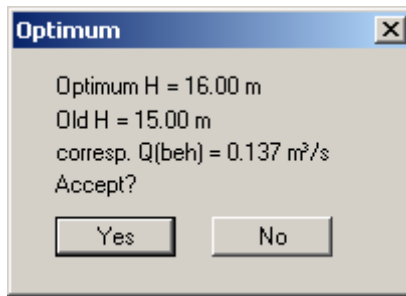 Optimum
Optimum H = 16.00 m
Old H = 15.00 m
corresp. Q(beh) = 0.137 m³/s
Accept?
Yes No